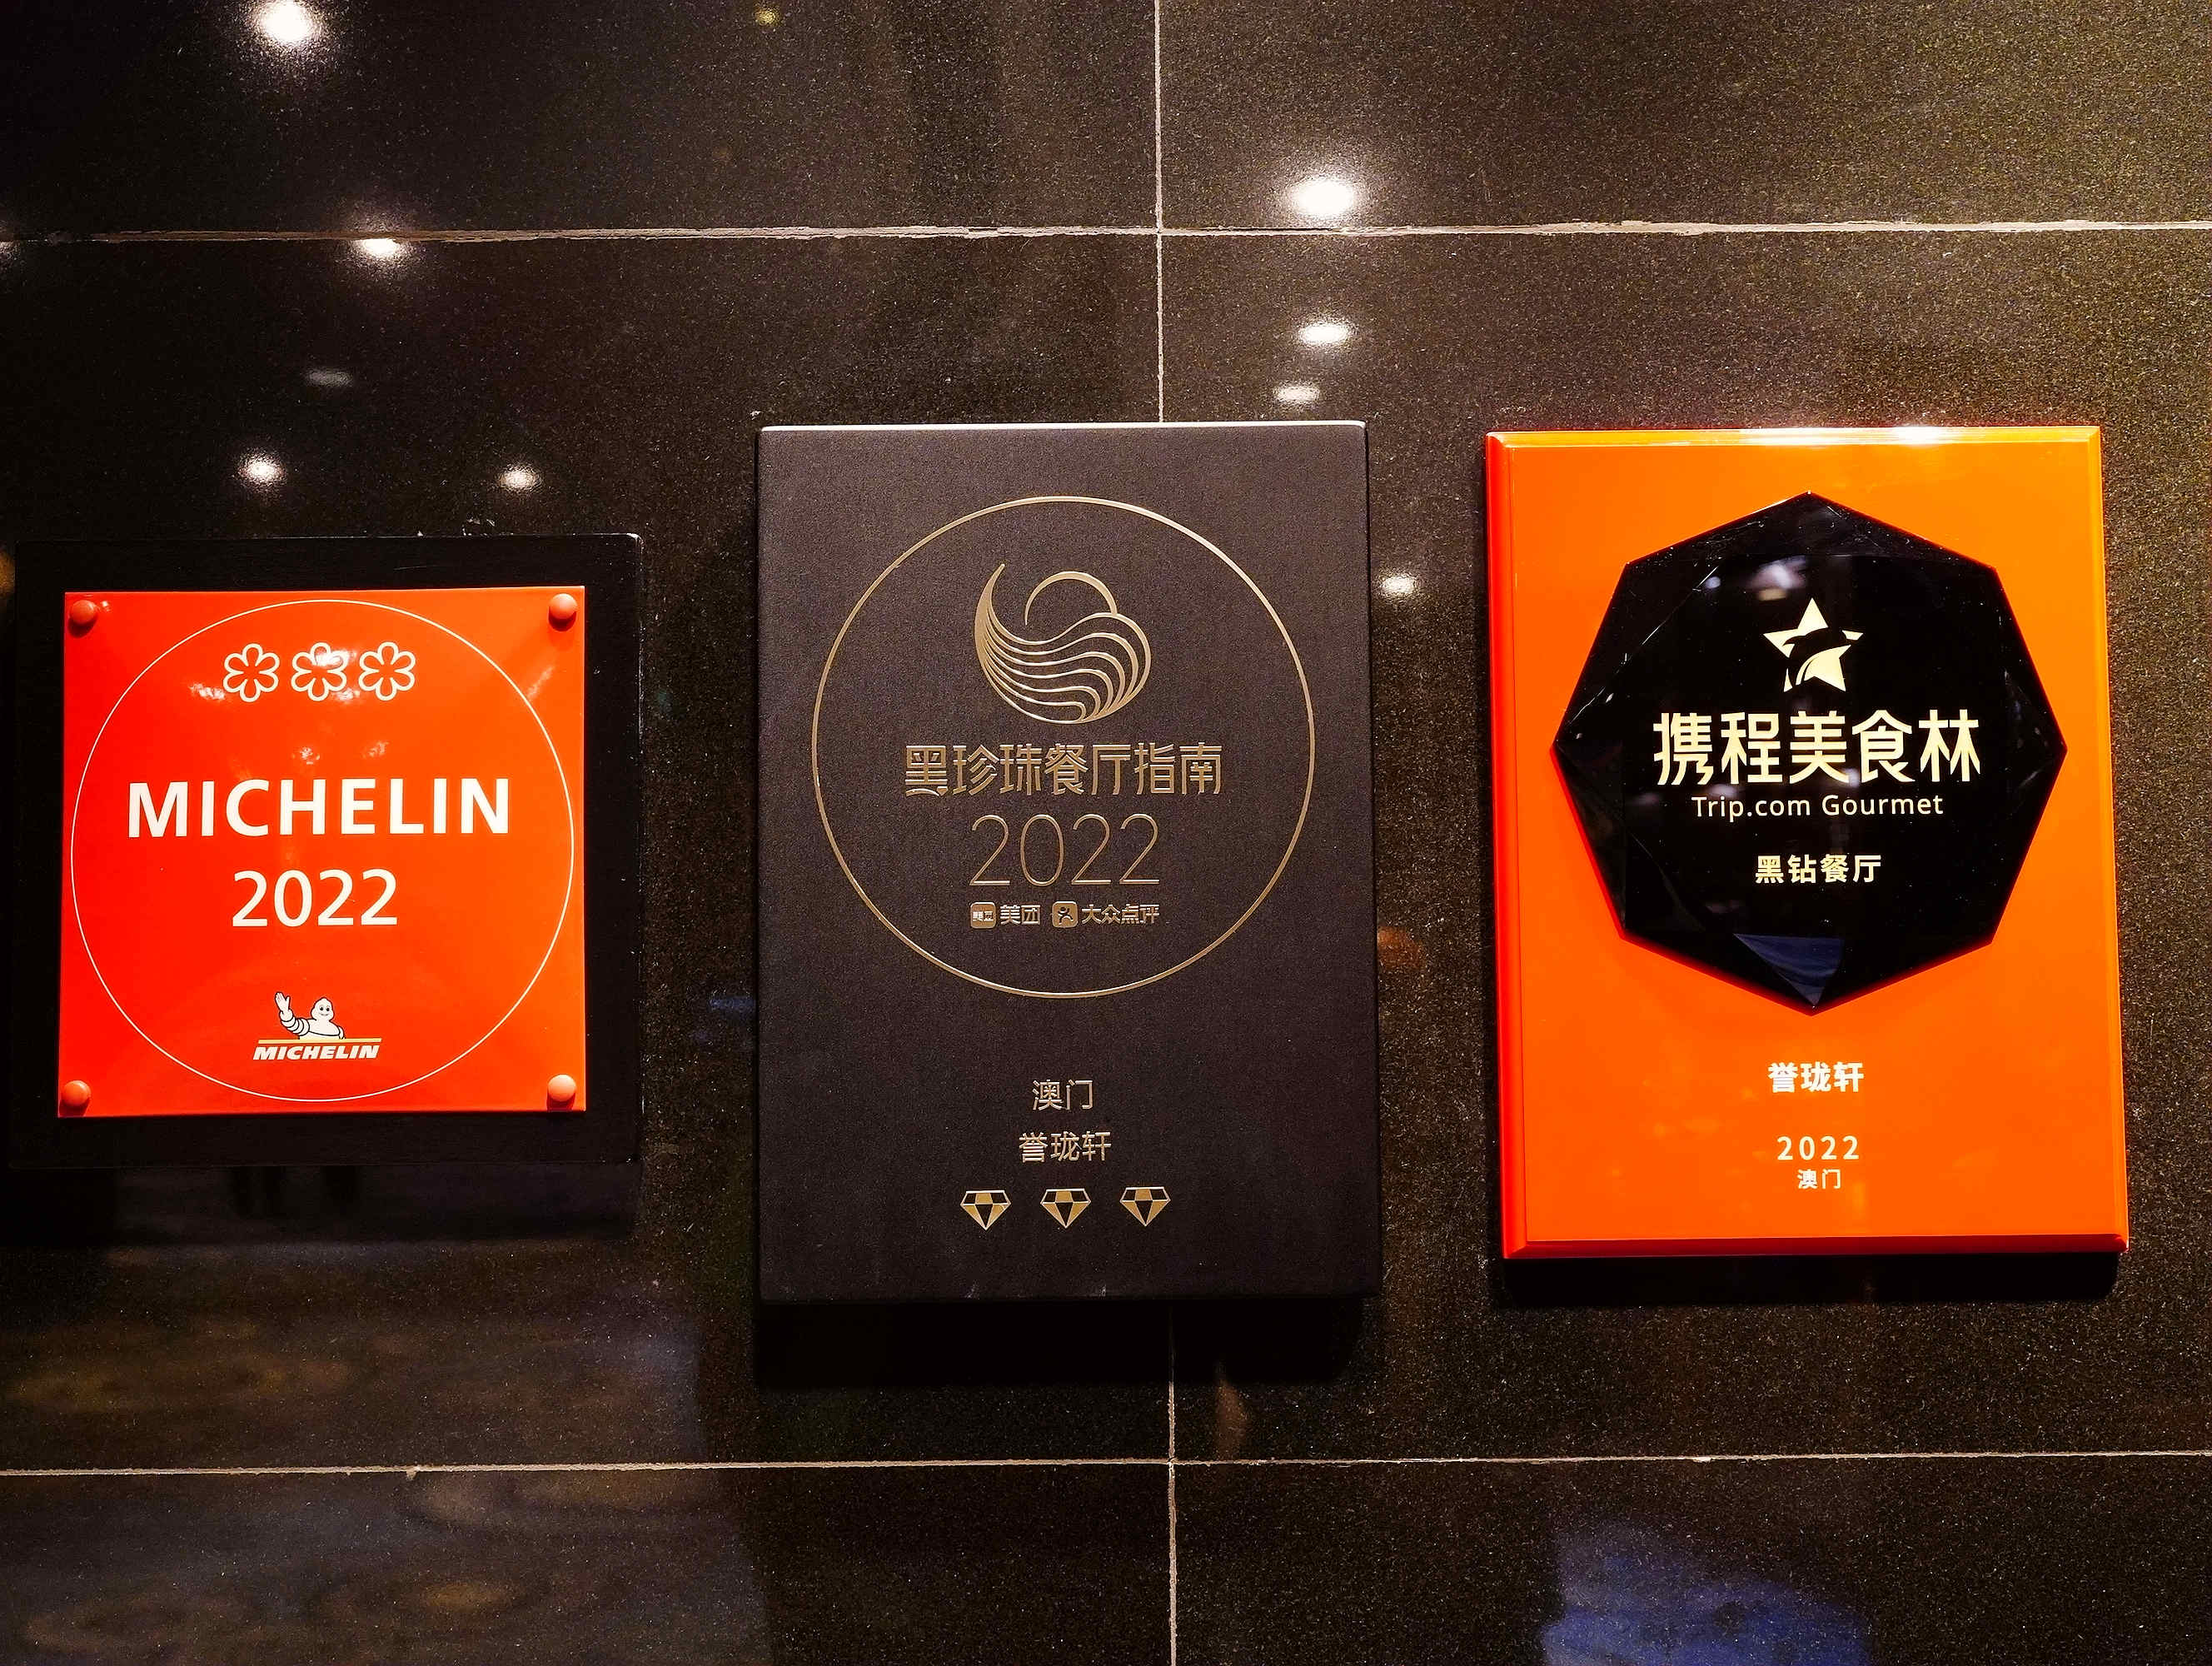 MICHELIN
2022
MICHELIN
黑珍珠餐厅指南
2022
美团 大众点评
澳门
誉珑轩
携程美食林
Trip.com Gourmet
黑钻餐厅
誉珑轩
2022
澳门